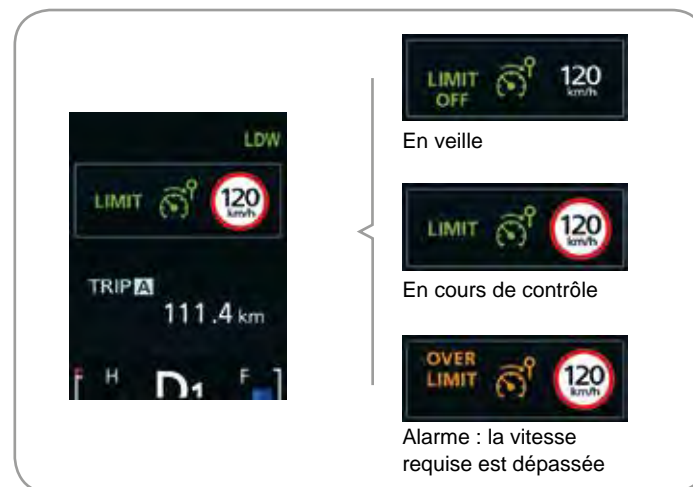 LDW
LIMIT 120
km/h
TRIP A
111.4 km
H D1 F
LIMIT 120
OFF km/h
En veille
LIMIT 120
km/h
En cours de contrôle
OVER
LIMIT 120
km/h
Alarme : la vitesse
requise est dépassée